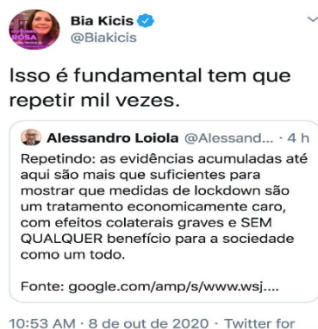 Bia Kicis
@Biakicis
ROSA
Isso é fundamental tem que
repetir mil vezes.
Alessandro Loiola @Alessand... · 4 h
Repetindo: as evidências acumuladas até
aqui são mais que suficientes para
mostrar que medidas de lockdown são
um tratamento economicamente caro,
com efeitos colaterais graves e SEM
QUALQUER benefício para a sociedade
como um todo.
Fonte: google.com/amp/s/www.wsj....
10:53 AM · 8 de out de 2020 · Twitter for